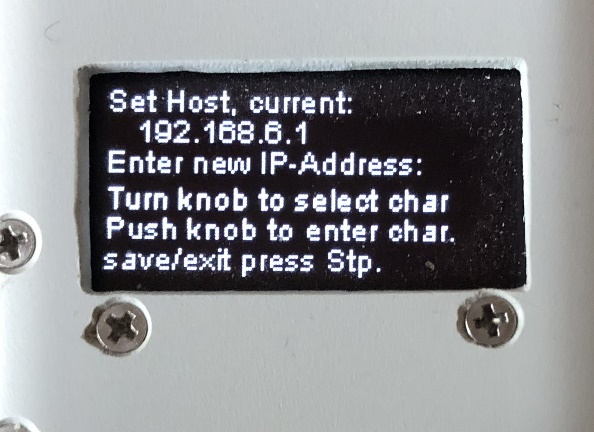 Set Host, current:
192.168.6.1
Enter new IP-Address:
Turn knob to select char
Push knob to enter char.
save/exit press Stp.